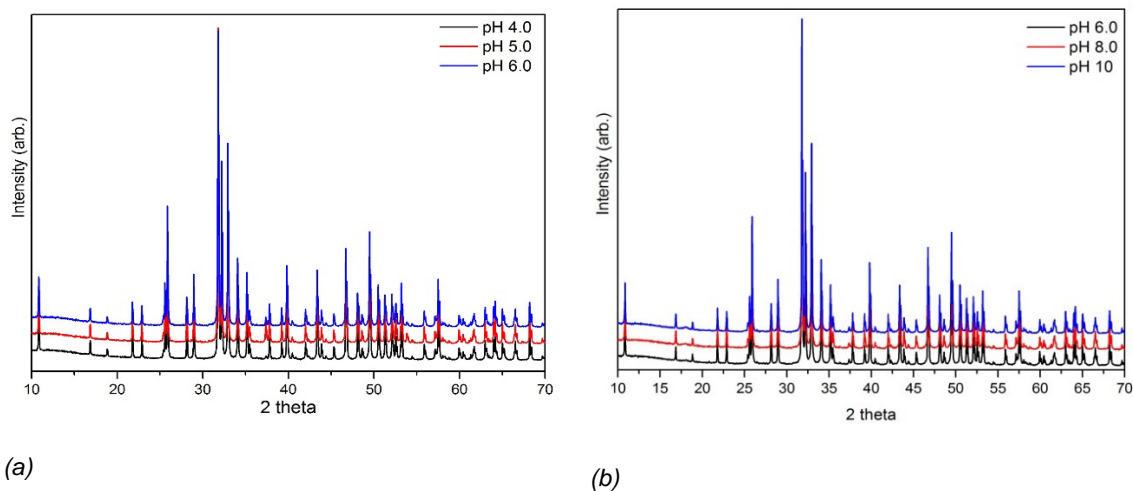 pH 4.0
pH 5.0
pH 6.0
Intensity (arb.)
10 20 30 40 50 60 70
2 theta
(a)
pH 6.0
pH 8.0
pH 10
Intensity (arb.)
10 15 20 25 30 35 40 45 50 55 60 65 70
2 theta
(b)